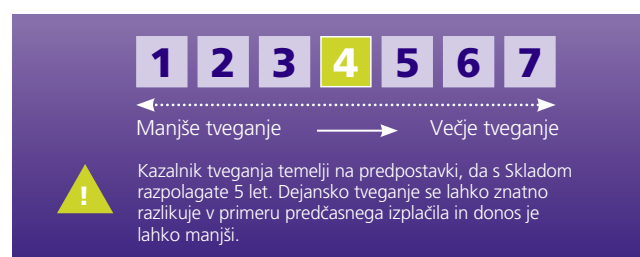 1 2 3 4 5 6 7
Manjše tveganje Večje tveganje
! Kazalnik tveganja temelji na predpostavki, da s Skladom
razpolagate 5 let. Dejansko tveganje se lahko znatno
razlikuje v primeru predčasnega izplačila in donos je
lahko manjši.